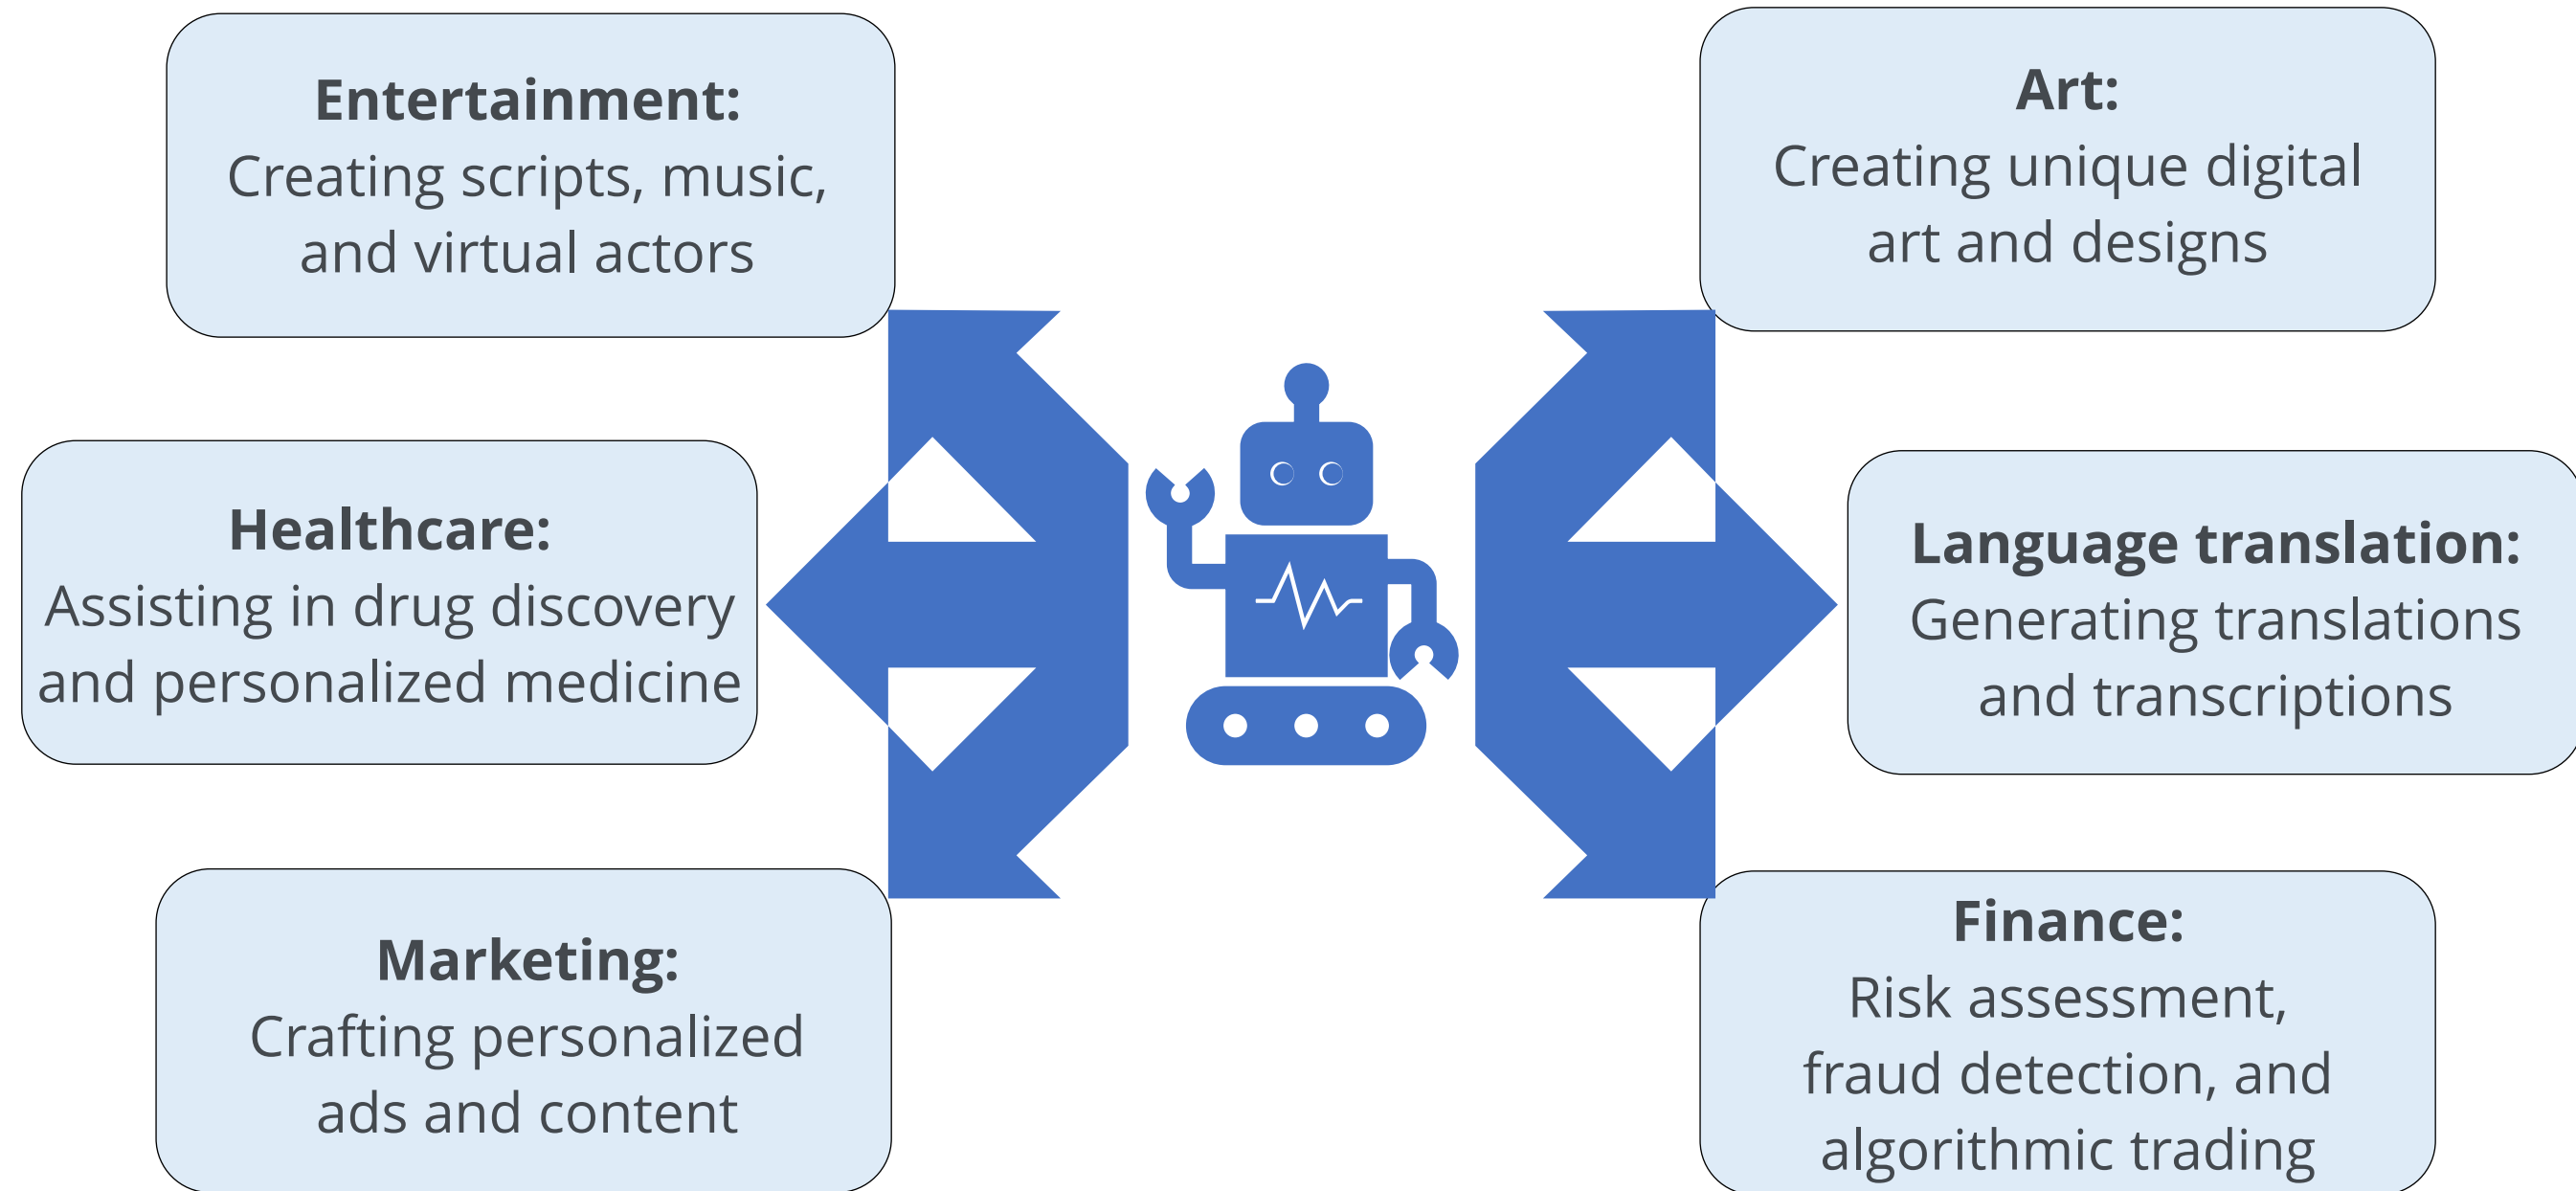 Entertainment:
Creating scripts, music,
and virtual actors
Art:
Creating unique digital
art and designs
Healthcare:
Assisting in drug discovery
and personalized medicine
Language translation:
Generating translations
and transcriptions
Marketing:
Crafting personalized
ads and content
Finance:
Risk assessment,
fraud detection, and
algorithmic trading